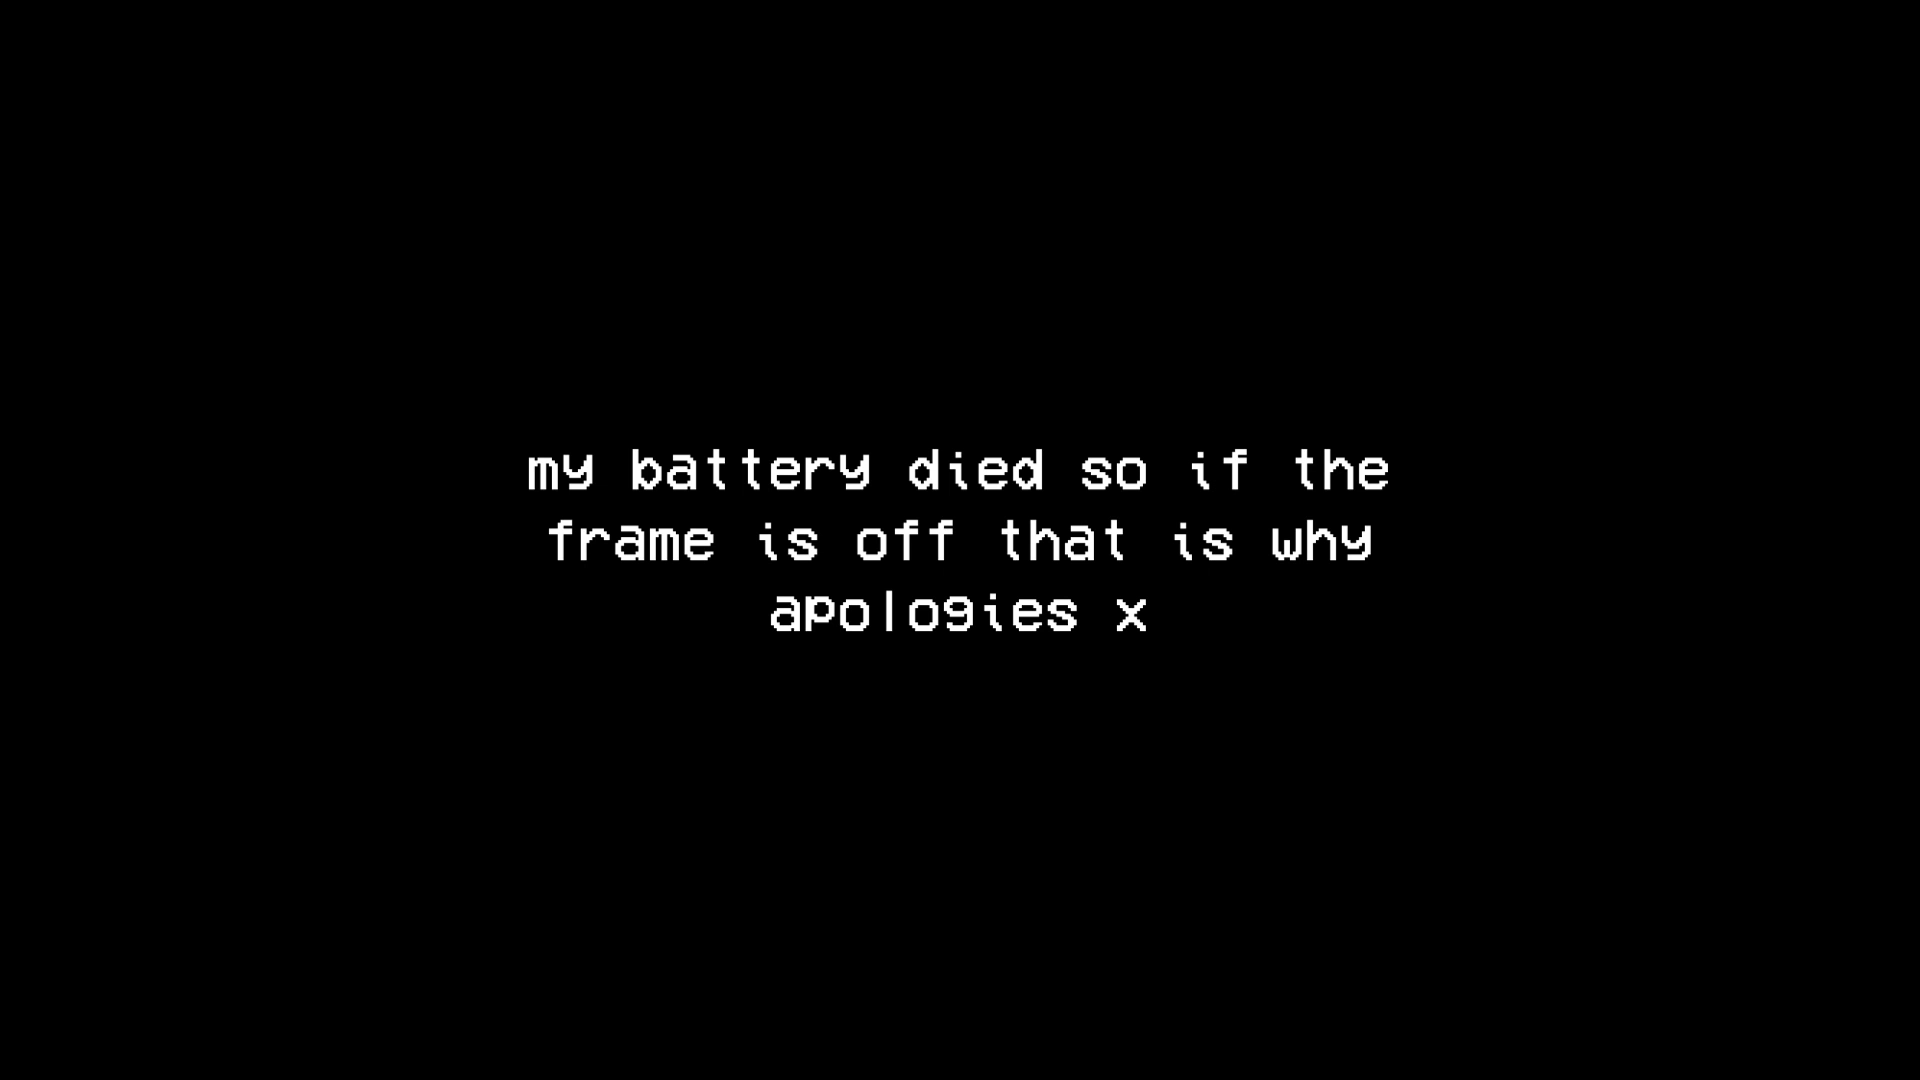 my battery died so if the
frame is off that is why
apologies x